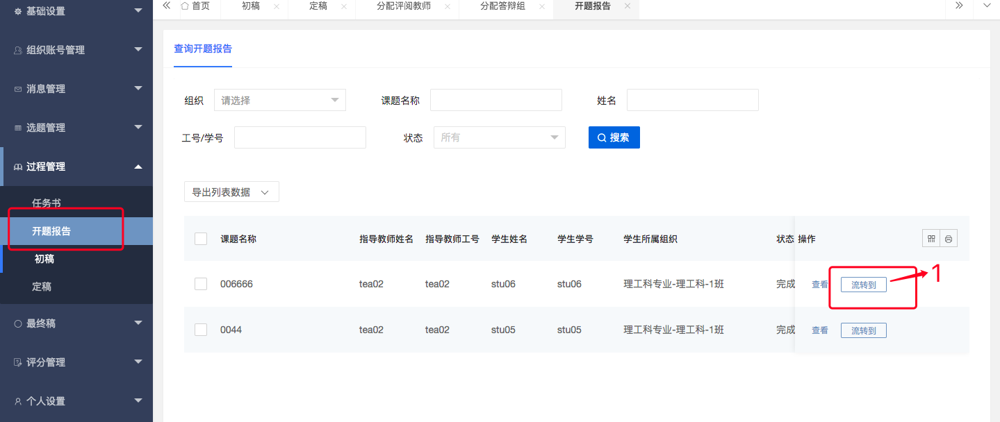 基础设置
组织账号管理
消息管理
选题管理
过程管理
任务书
开题报告
初稿
定稿
最终稿
评分管理
个人设置
首页 初稿 定稿 分配评阅教师 分配答辩组 开题报告
查询开题报告
组织 请选择 课题名称 姓名
工号/学号 状态 所有 搜索
导出列表数据
课题名称 指导教师姓名 指导教师工号 学生姓名 学生学号 学生所属组织 状态 操作
006666 tea02 tea02 stu06 stu06 理工科专业-理工科-1班 完成 查看 流转到 1
0044 tea02 tea02 stu05 stu05 理工科专业-理工科-1班 完成 查看 流转到